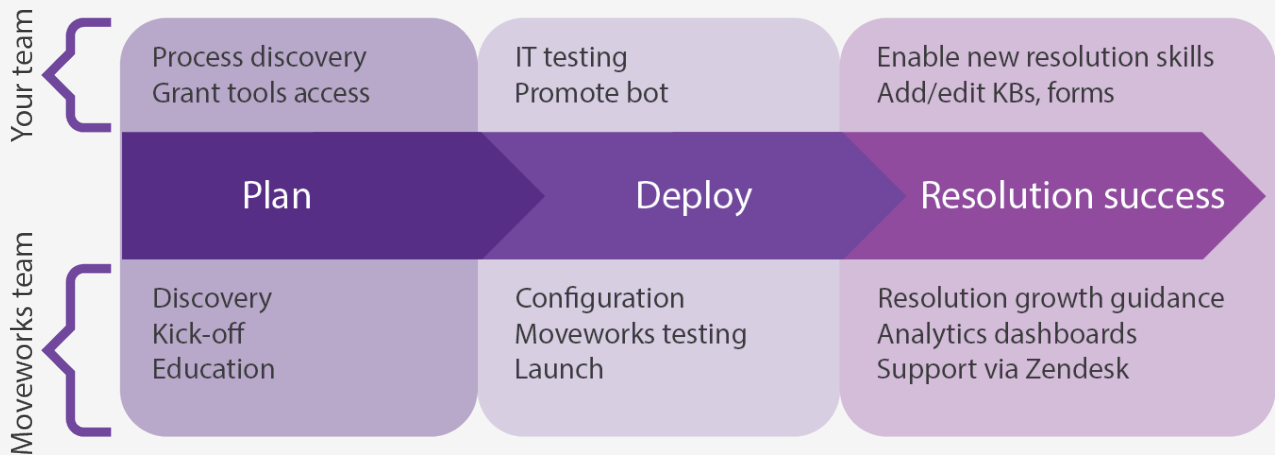 Your team
Process discovery
Grant tools access
IT testing
Promote bot
Enable new resolution skills
Add/edit KBs, forms
Plan
Deploy
Resolution success
Moveworks team
Discovery
Kick-off
Education
Configuration
Moveworks testing
Launch
Resolution growth guidance
Analytics dashboards
Support via Zendesk